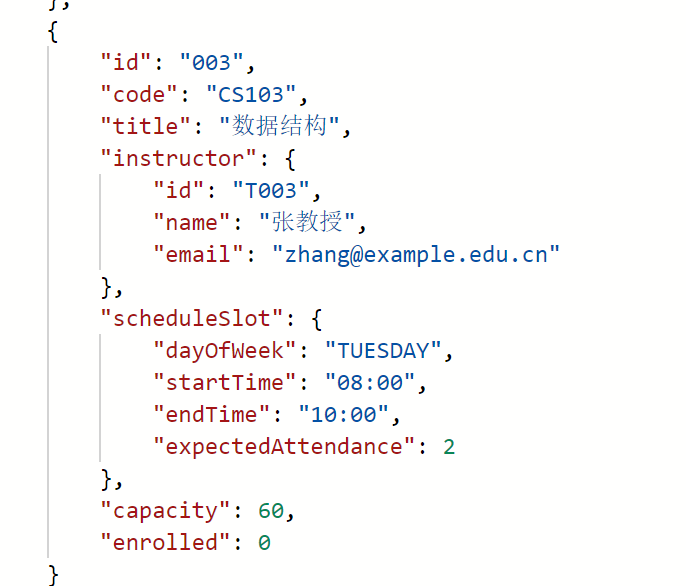 },
{
"id": "003",
"code": "CS103",
"title": "数据结构",
"instructor": {
"id": "T003",
"name": "张教授",
"email": "zhang@example.edu.cn"
},
"scheduleSlot": {
"dayOfWeek": "TUESDAY",
"startTime": "08:00",
"endTime": "10:00",
"expectedAttendance": 2
},
"capacity": 60,
"enrolled": 0
}